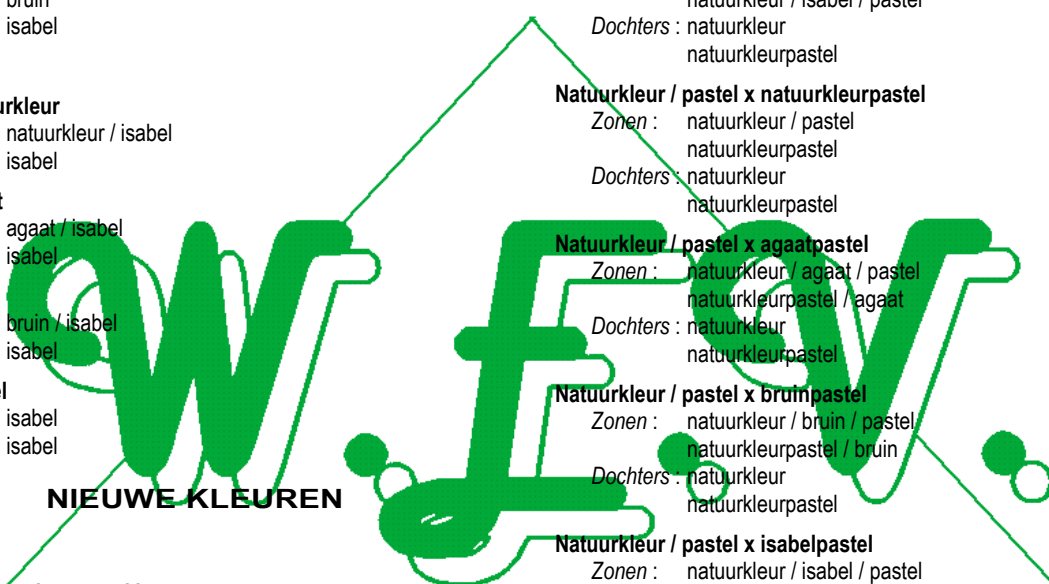 bruin
isabel
urkleur
natuurkleur / isabel
isabel
t
agaat / isabel
isabel
bruin / isabel
isabel
el
isabel
isabel
NIEUWE KLEUREN
natuurkleur / isabel / pastel
Dochters : natuurkleur
natuurkleurpastel
Natuurkleur / pastel x natuurkleurpastel
Zonen : natuurkleur / pastel
natuurkleurpastel
Dochters : natuurkleur
natuurkleurpastel
Natuurkleur / pastel x agaatpastel
Zonen : natuurkleur / agaat / pastel
natuurkleurpastel / agaat
Dochters : natuurkleur
natuurkleurpastel
Natuurkleur / pastel x bruinpastel
Zonen : natuurkleur / bruin / pastel
natuurkleurpastel / bruin
Dochters : natuurkleur
natuurkleurpastel
Natuurkleur / pastel x isabelpastel
Zonen : natuurkleur / isabel / pastel
W.E.V.